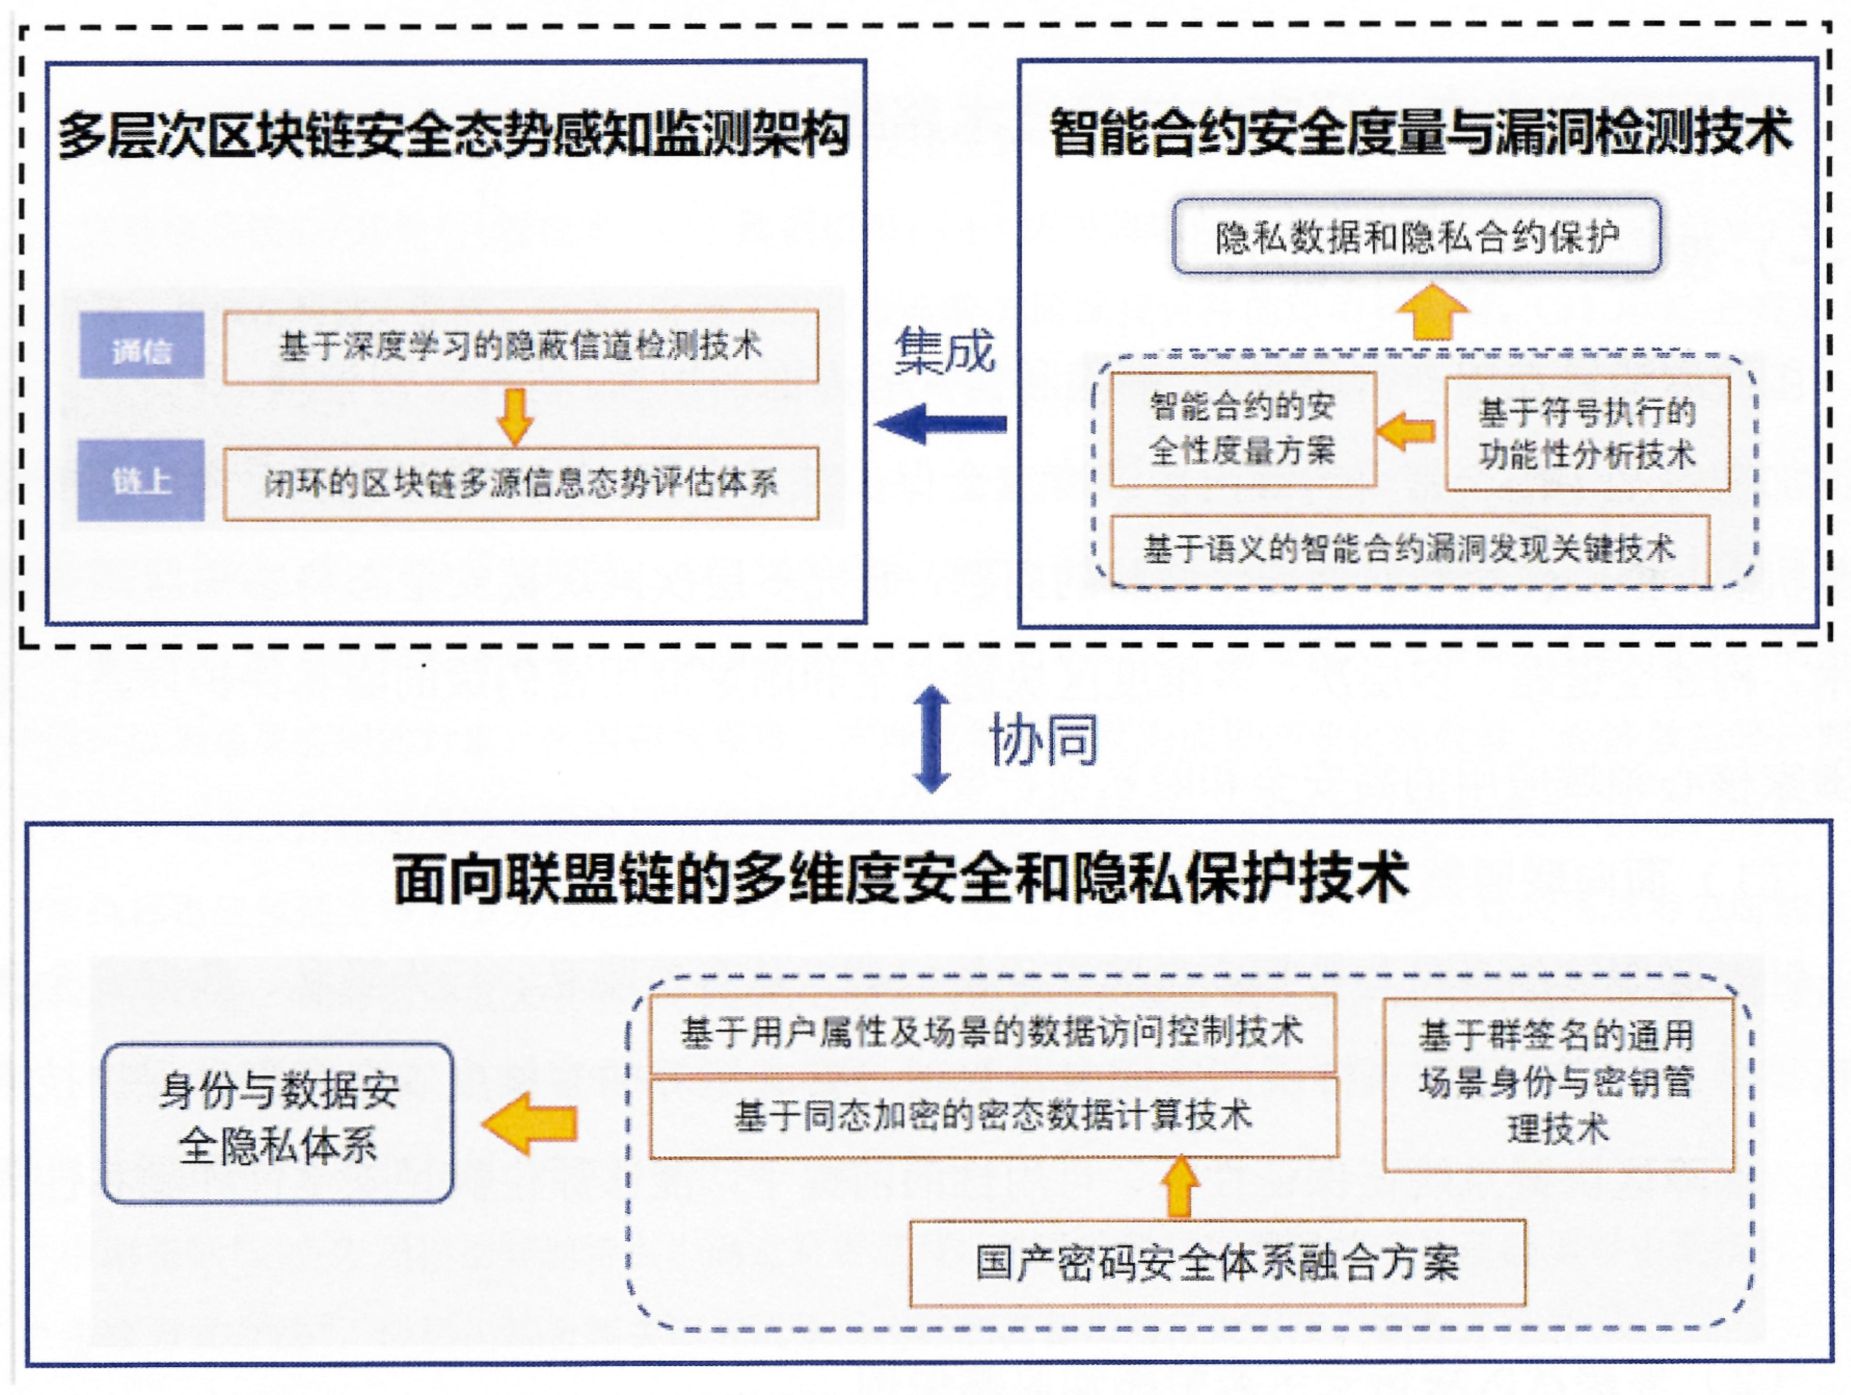 多层次区块链安全态势感知监测架构
通信
基于深度学习的隐蔽信道检测技术
链上
闭环的区块链多源信息态势评估体系
集成
智能合约安全度量与漏洞检测技术
隐私数据和隐私合约保护
智能合约的安
全性度量方案
基于符号执行的
功能性分析技术
基于语义的智能合约漏洞发现关键技术
协同
面向联盟链的多维度安全和隐私保护技术
身份与数据安
全隐私体系
基于用户属性及场景的数据访问控制技术
基于同态加密的密态数据计算技术
基于群签名的通用
场景身份与密钥管
理技术
国产密码安全体系融合方案